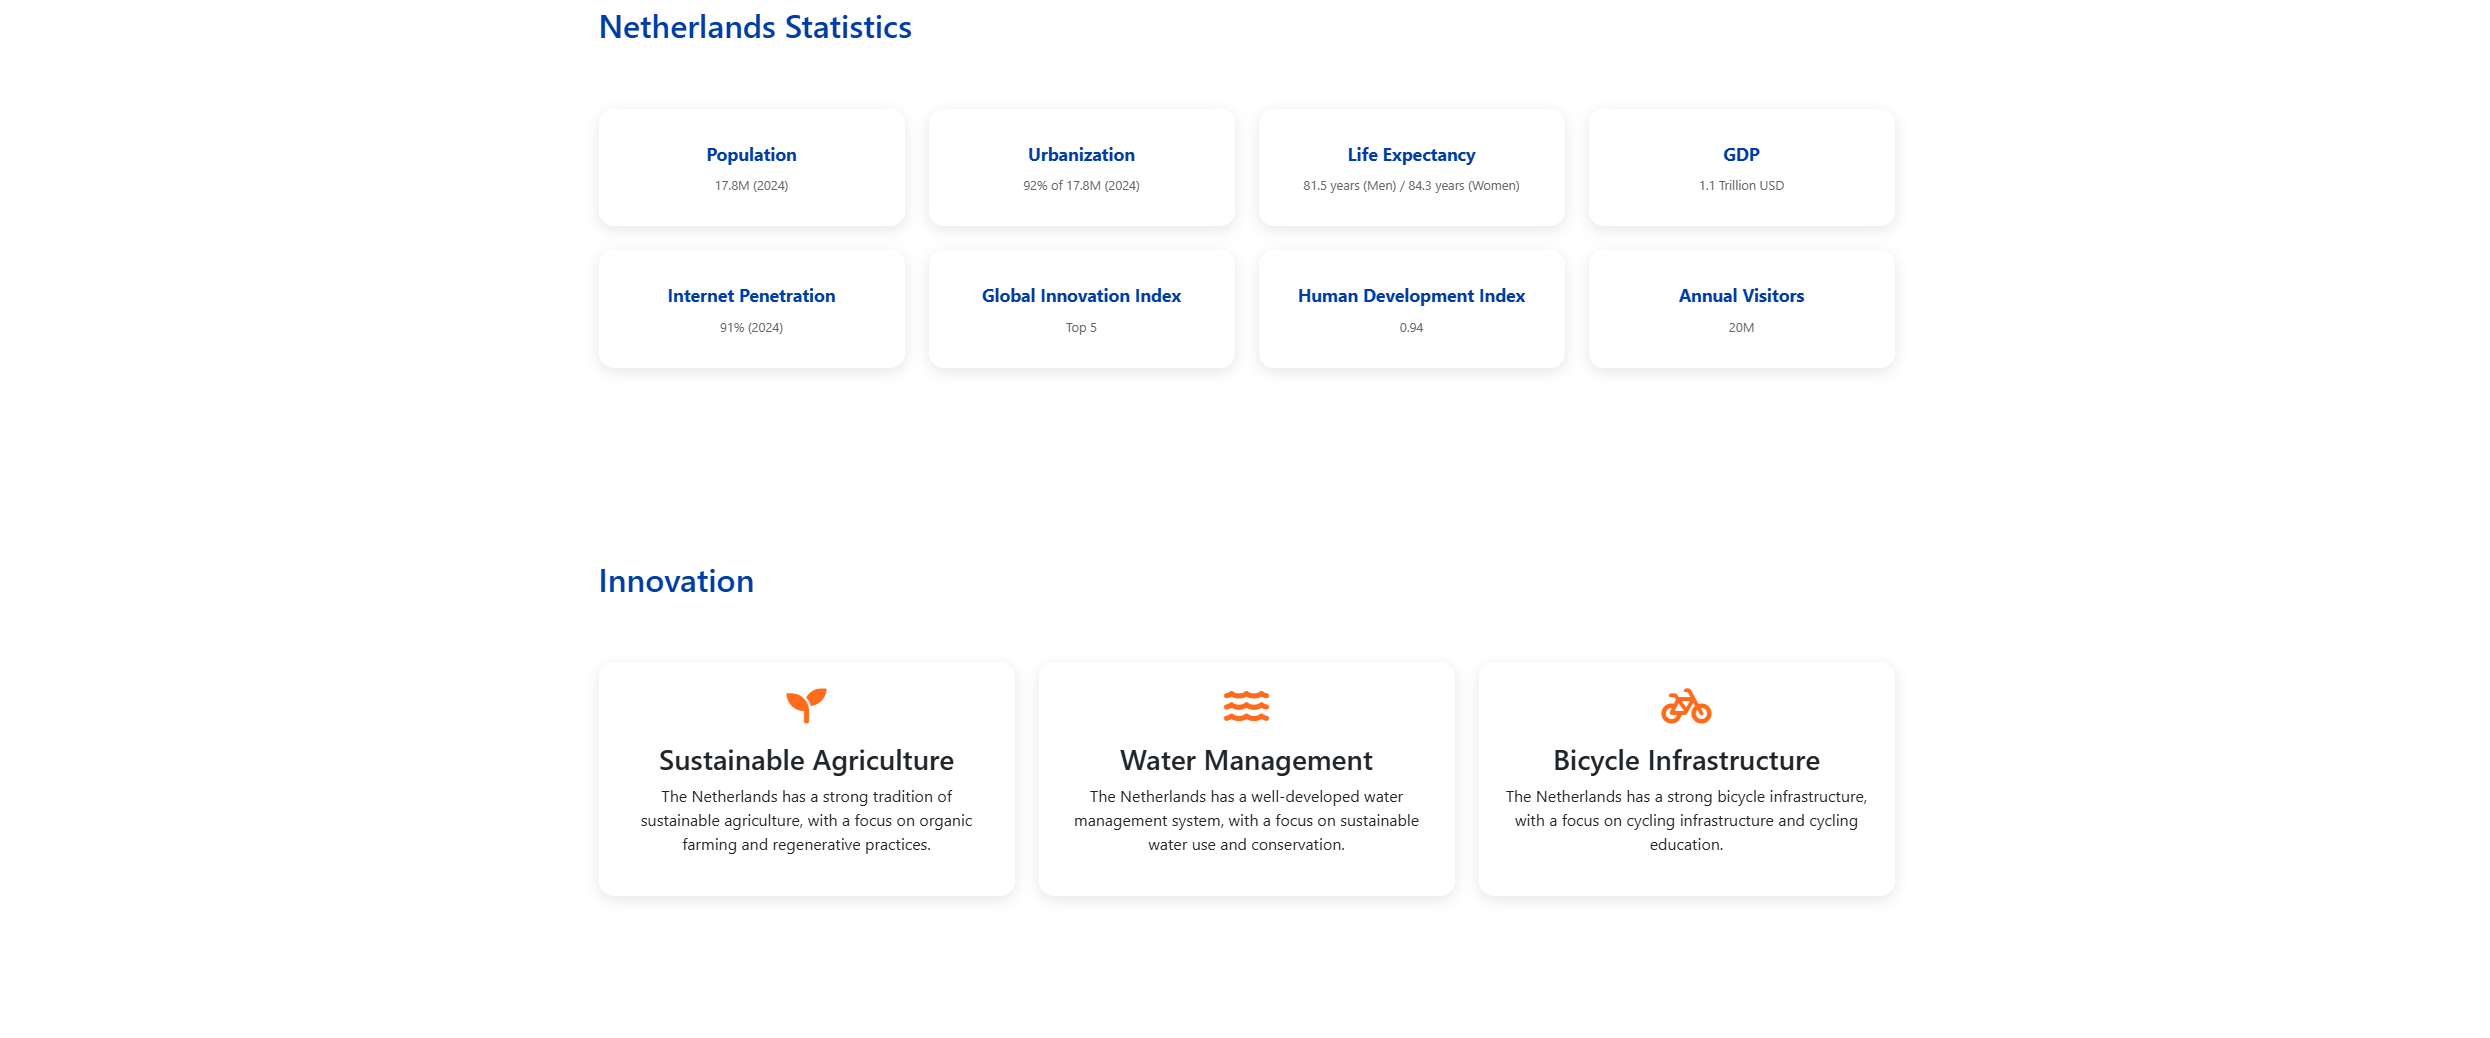 Netherlands Statistics
Population
17.8M (2024)
Urbanization
92% of 17.8M (2024)
Life Expectancy
81.5 years (Men) / 84.3 years (Women)
GDP
1.1 Trillion USD
Internet Penetration
91% (2024)
Global Innovation Index
Top 5
Human Development Index
0.94
Annual Visitors
20M
Innovation
Sustainable Agriculture
The Netherlands has a strong tradition of
sustainable agriculture, with a focus on organic
farming and regenerative practices.
Water Management
The Netherlands has a well-developed water
management system, with a focus on sustainable
water use and conservation.
Bicycle Infrastructure
The Netherlands has a strong bicycle infrastructure,
with a focus on cycling infrastructure and cycling
education.